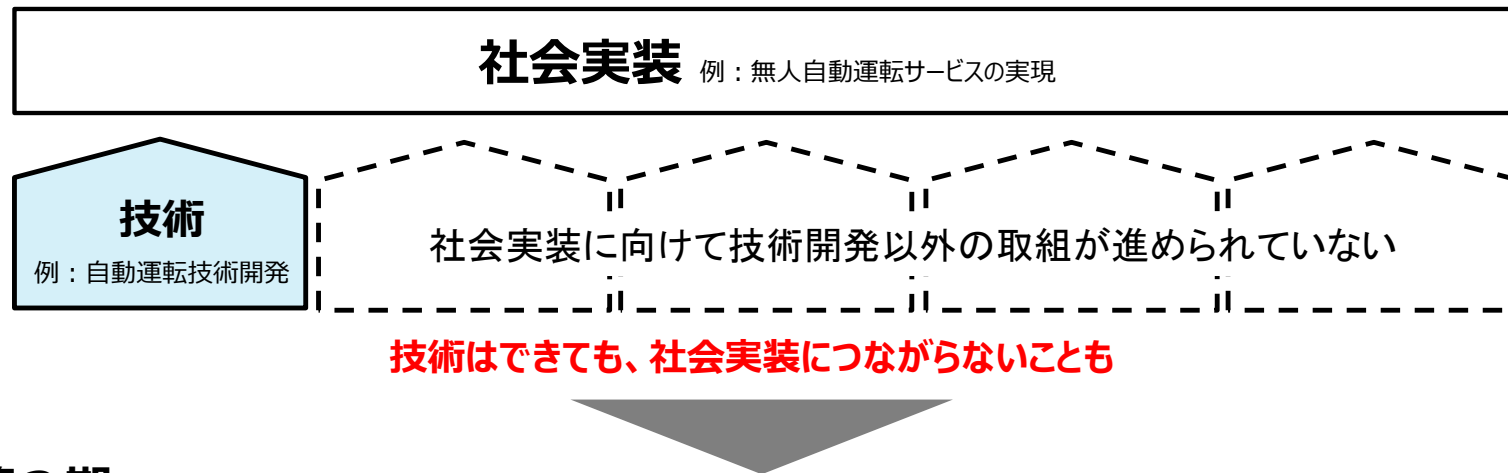 社会実装 例：無人自動運転サービスの実現
技術
例：自動運転技術開発
社会実装に向けて技術開発以外の取組が進められていない
技術はできても、社会実装につながらないことも